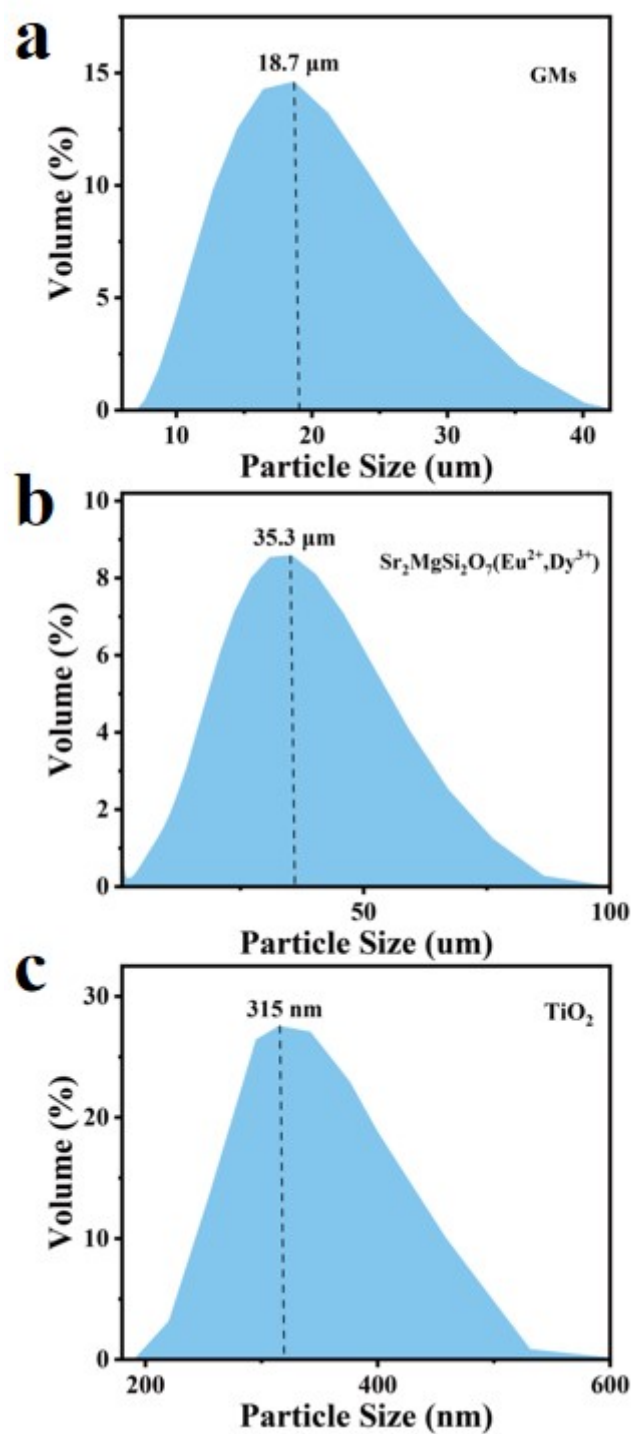 a
18.7 μm
GMs
15
10
5
0
Volume (%)
10 20 30 40
Particle Size (um)
b
35.3 μm
Sr₂MgSi₂O₇(Eu²⁺,Dy³⁺)
10
8
6
4
2
0
Volume (%)
50 100
Particle Size (um)
c
315 nm
TiO₂
30
20
10
0
Volume (%)
200 400 600
Particle Size (nm)